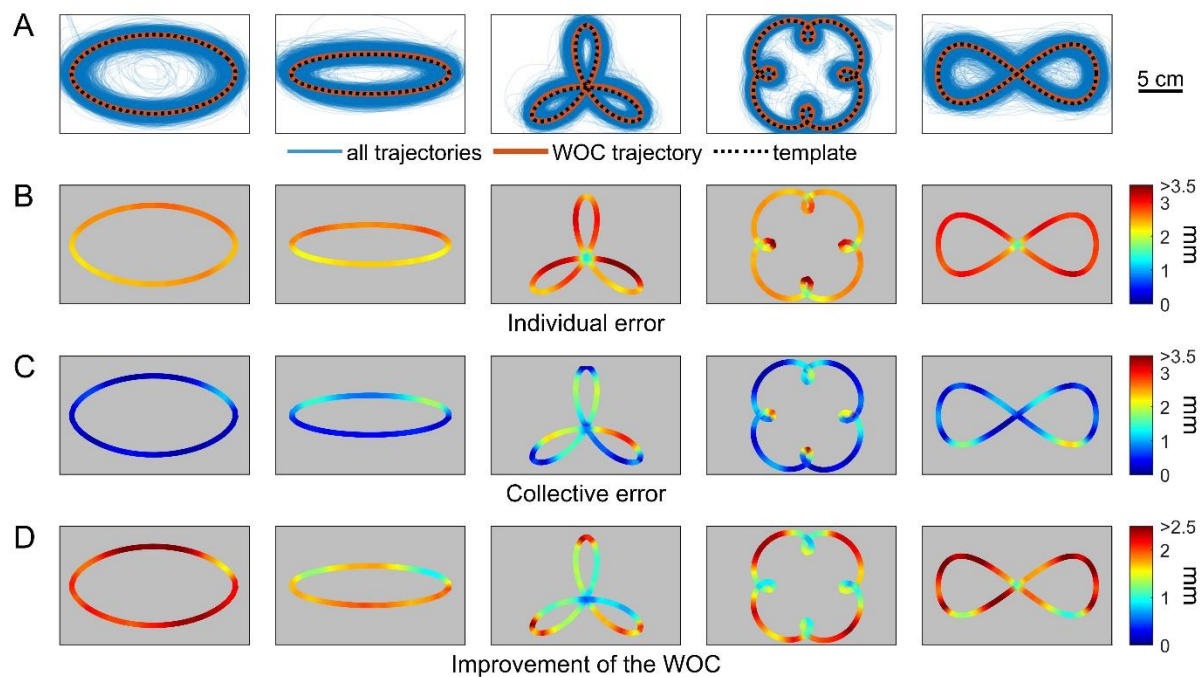 A
5 cm
all trajectories WOC trajectory template
B
>3.5
3
2
1
0
mm
Individual error
C
>3.5
3
2
1
0
mm
Collective error
D
>2.5
2
1
0
mm
Improvement of the WOC